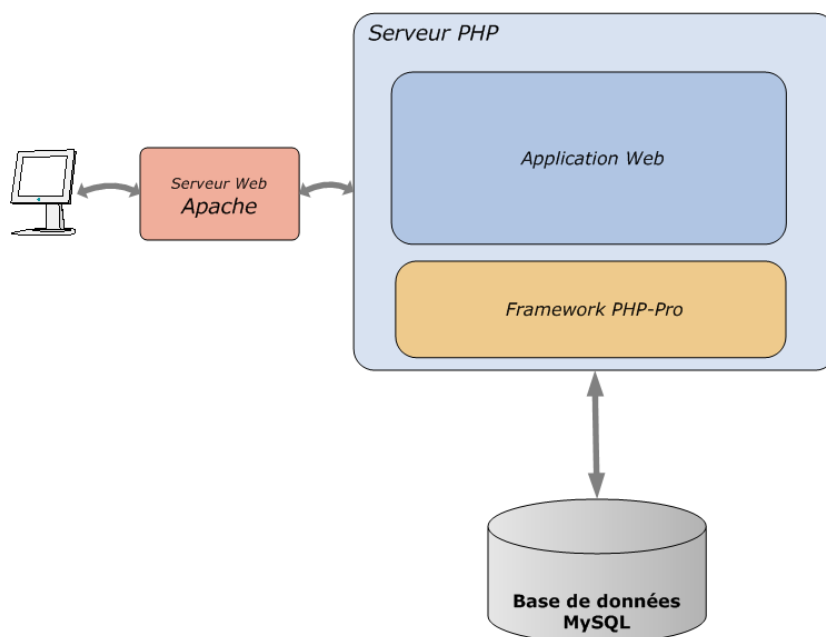 Serveur PHP
Application Web
Serveur Web
Apache
Framework PHP-Pro
Base de données
MySQL